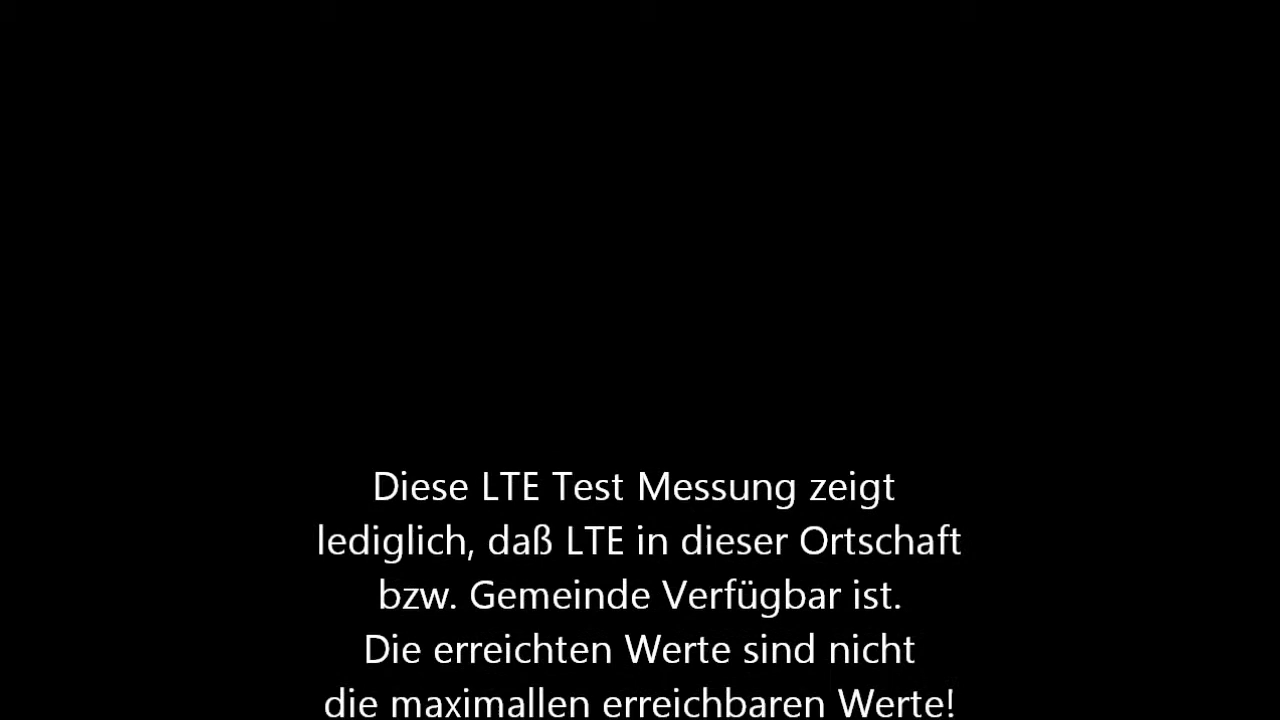 Diese LTE Test Messung zeigt
lediglich, daß LTE in dieser Ortschaft
bzw. Gemeinde Verfügbar ist.
Die erreichten Werte sind nicht
die maximallen erreichbaren Werte!